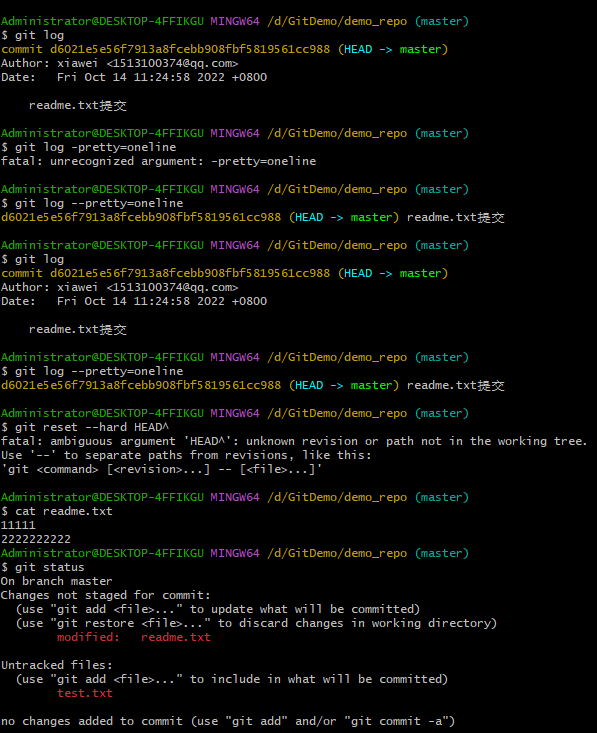 Administrator@DESKTOP-4FFIKGU MINGW64 /d/GitDemo/demo_repo (master)
$ git log
commit d6021e5e56f7913a8fcebb908fbf5819561cc988 (HEAD -> master)
Author: xiawei <1513100374@qq.com>
Date:   Fri Oct 14 11:24:58 2022 +0800
    readme.txt提交
Administrator@DESKTOP-4FFIKGU MINGW64 /d/GitDemo/demo_repo (master)
$ git log -pretty=oneline
fatal: unrecognized argument: -pretty=oneline
Administrator@DESKTOP-4FFIKGU MINGW64 /d/GitDemo/demo_repo (master)
$ git log --pretty=oneline
d6021e5e56f7913a8fcebb908fbf5819561cc988 (HEAD -> master) readme.txt提交
Administrator@DESKTOP-4FFIKGU MINGW64 /d/GitDemo/demo_repo (master)
$ git log
commit d6021e5e56f7913a8fcebb908fbf5819561cc988 (HEAD -> master)
Author: xiawei <1513100374@qq.com>
Date:   Fri Oct 14 11:24:58 2022 +0800
    readme.txt提交
Administrator@DESKTOP-4FFIKGU MINGW64 /d/GitDemo/demo_repo (master)
$ git log --pretty=oneline
d6021e5e56f7913a8fcebb908fbf5819561cc988 (HEAD -> master) readme.txt提交
Administrator@DESKTOP-4FFIKGU MINGW64 /d/GitDemo/demo_repo (master)
$ git reset --hard HEAD^
fatal: ambiguous argument 'HEAD^': unknown revision or path not in the working tree.
Use '--' to separate paths from revisions, like this:
'git <command> [<revision>...] -- [<file>...]'
Administrator@DESKTOP-4FFIKGU MINGW64 /d/GitDemo/demo_repo (master)
$ cat readme.txt
11111
2222222222
Administrator@DESKTOP-4FFIKGU MINGW64 /d/GitDemo/demo_repo (master)
$ git status
On branch master
Changes not staged for commit:
  (use "git add <file>..." to update what will be committed)
  (use "git restore <file>..." to discard changes in working directory)
        modified:   readme.txt
Untracked files:
  (use "git add <file>..." to include in what will be committed)
        test.txt
no changes added to commit (use "git add" and/or "git commit -a")